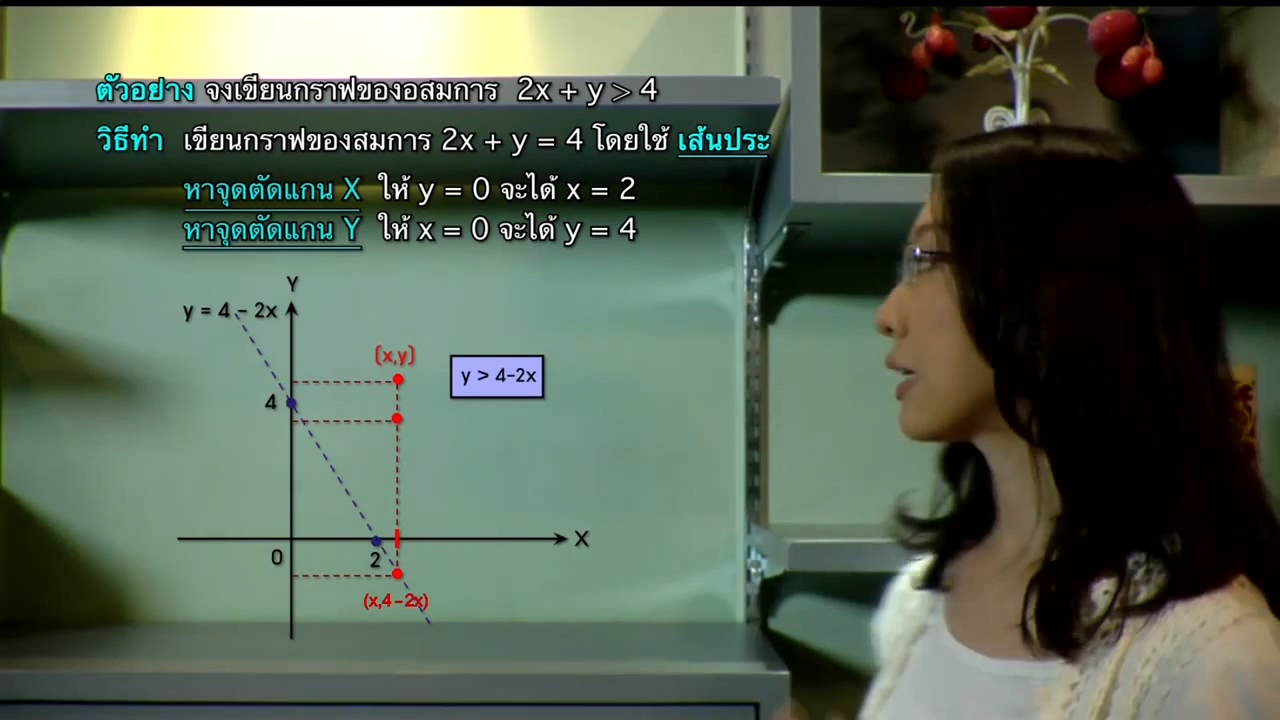 ตัวอย่าง จงเขียนกราฟของอสมการ 2x + y > 4
วิธีทำ เขียนกราฟของสมการ 2x + y = 4 โดยใช้ เส้นประ
หาจุดตัดแกน X ให้ y = 0 จะได้ x = 2
หาจุดตัดแกน Y ให้ x = 0 จะได้ y = 4
Y
y = 4 - 2x
(x,y)
y > 4-2x
4
X
0
2
(x,4-2x)